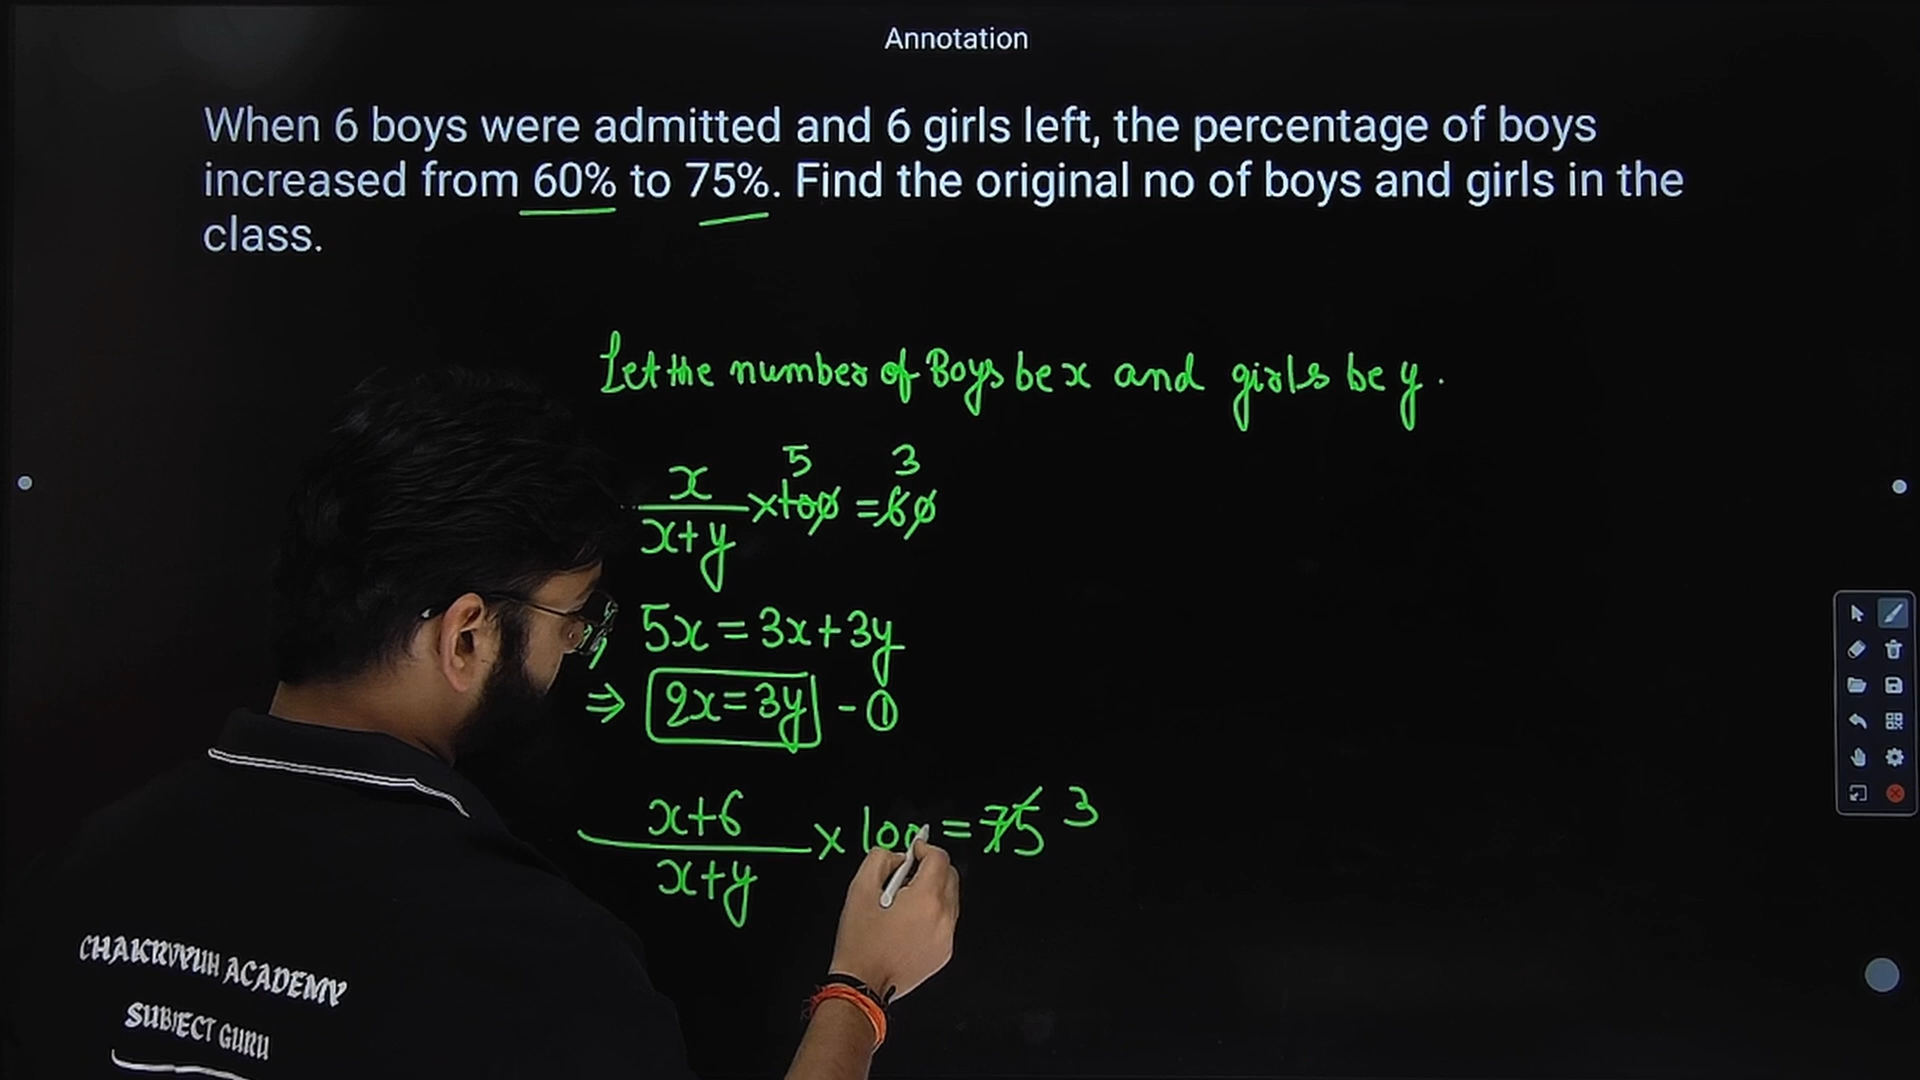 Annotation
When 6 boys were admitted and 6 girls left, the percentage of boys
increased from 60% to 75%. Find the original no of boys and girls in the
class.
Let the number of Boys be x and girls be y.
5 3
x
x+y
×100 = 60
5x = 3x+3y
⇒ 2x = 3y - ①
x+6
x+y
× 100 = 75 3
CHAKRVYUH ACADEMY
SUBJECT GURU